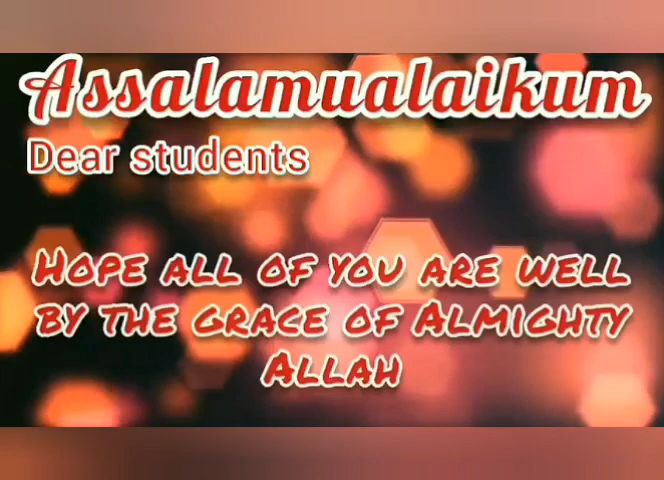 Assalamualaikum
Dear students
Hope all of you are well
by the grace of Almighty
Allah